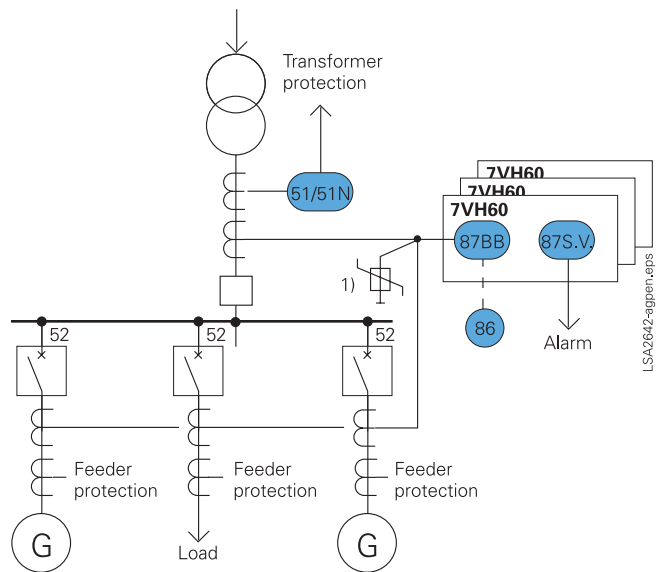 Transformer
protection
51/51N
7VH60
7VH60
7VH60
87BB
87S.V.
1)
86
Alarm
LSA2642-agpen.eps
52
52
52
Feeder
protection
Feeder
protection
Feeder
protection
G
Load
G